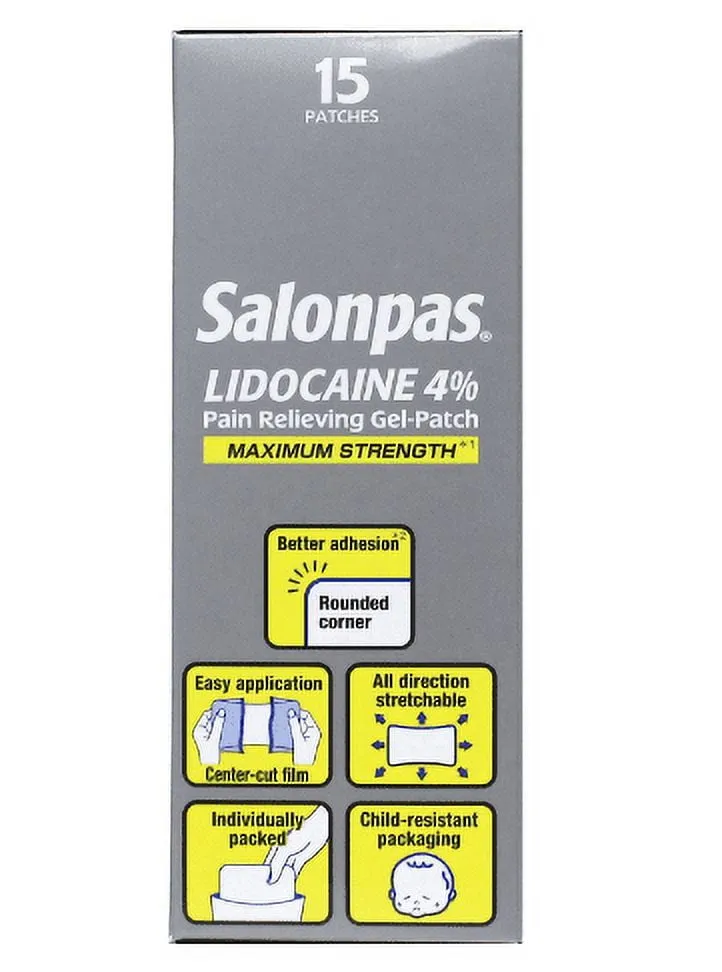 15
PATCHES
Salonpas®
LIDOCAINE 4%
Pain Relieving Gel-Patch
MAXIMUM STRENGTH*1
Better adhesion*2
Rounded
corner
Easy application
Center-cut film
All direction
stretchable
Individually
packed
Child-resistant
packaging